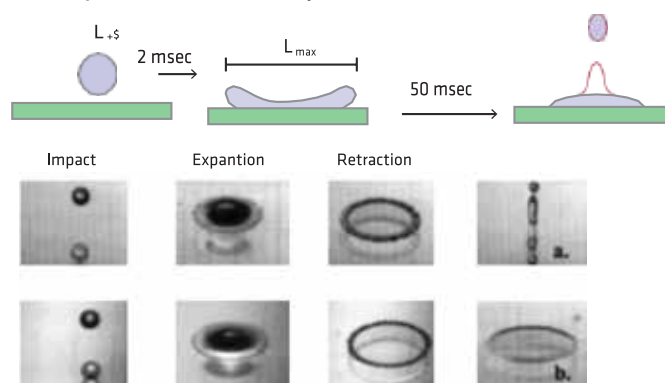 L+$
2 msec
Lmax
50 msec
Impact
Expantion
Retraction
a.
b.